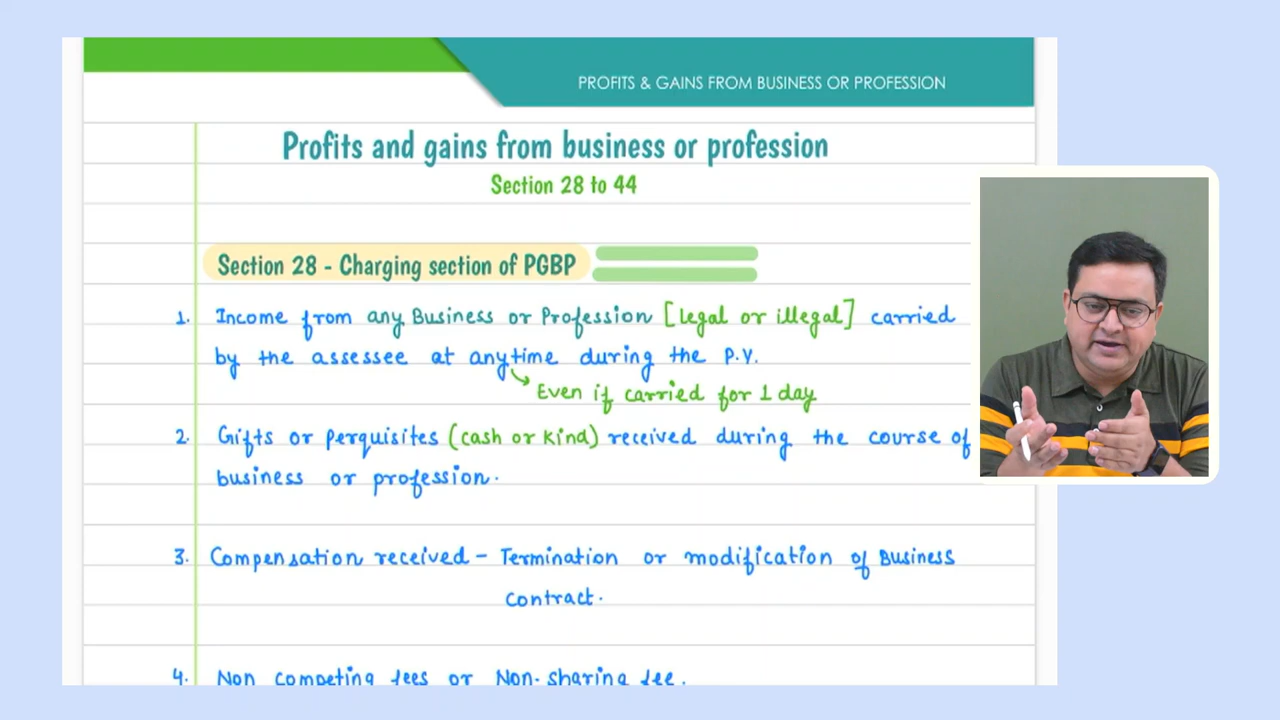 PROFITS & GAINS FROM BUSINESS OR PROFESSION
Profits and gains from business or profession
Section 28 to 44
Section 28 - Charging section of PGBP
1. Income from any Business or Profession [legal or illegal] carried
by the assessee at anytime during the P.Y.
Even if carried for 1 day
2. Gifts or perquisites (cash or kind) received during the course of
business or profession.
3. Compensation received - Termination or modification of Business
contract.
4. Non competing fees or Non-sharing fee.